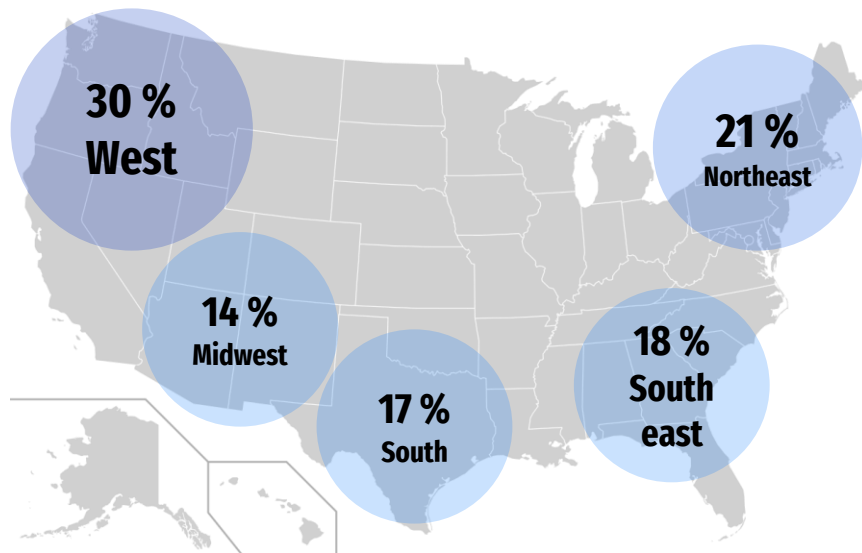 30 %
West
21 %
Northeast
14 %
Midwest
18 %
South
east
17 %
South